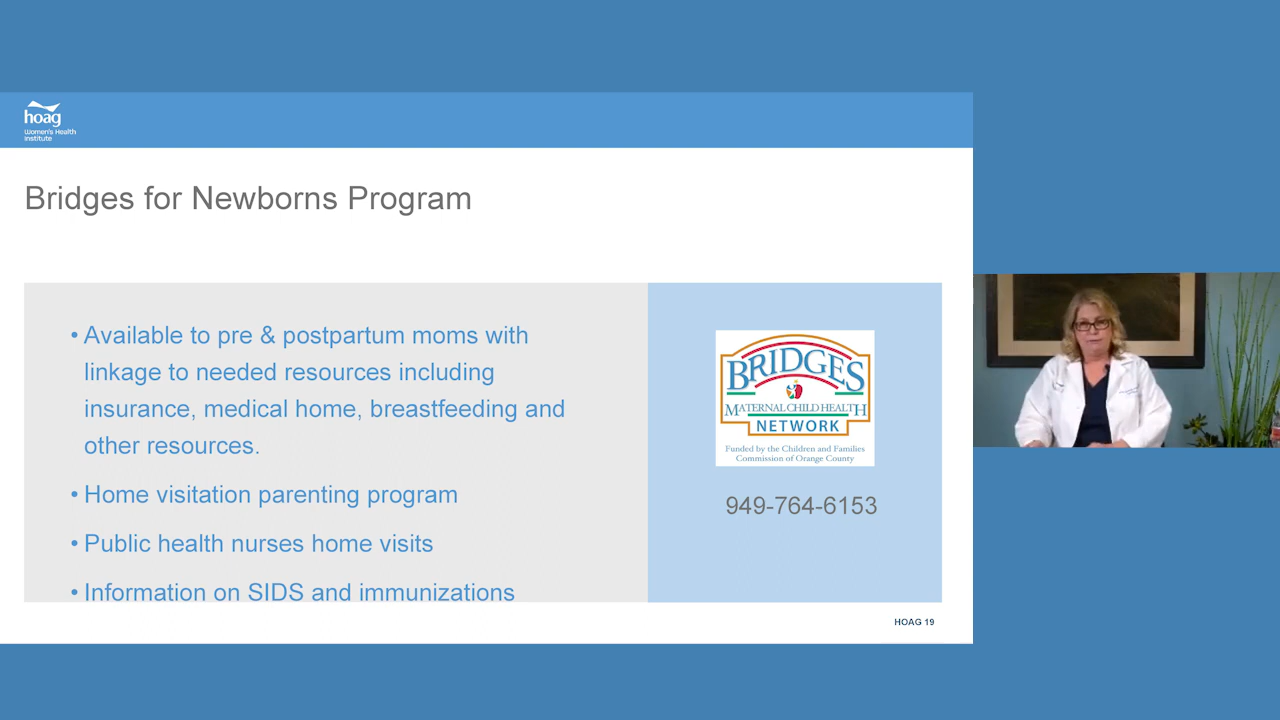 hoag
Women's Health
Institute
Bridges for Newborns Program
• Available to pre & postpartum moms with
linkage to needed resources including
insurance, medical home, breastfeeding and
other resources.
• Home visitation parenting program
• Public health nurses home visits
• Information on SIDS and immunizations
BRIDGES
MATERNAL CHILD HEALTH
NETWORK
Funded by the Children and Families
Commission of Orange County
949-764-6153
HOAG 19